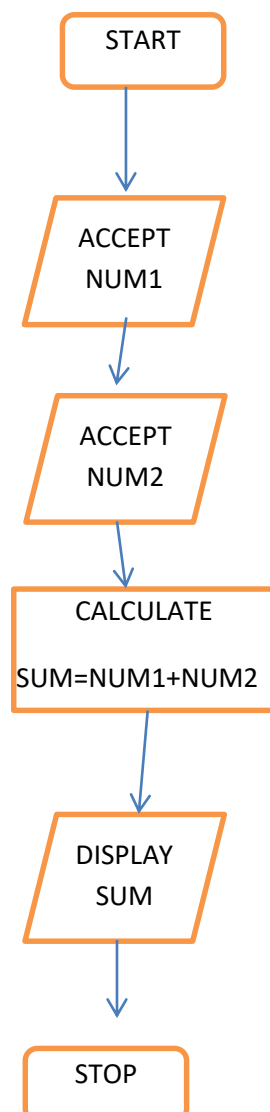 START
ACCEPT
NUM1
ACCEPT
NUM2
CALCULATE
SUM=NUM1+NUM2
DISPLAY
SUM
STOP